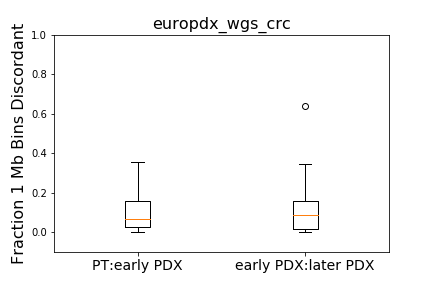 europdx_wgs_crc
Fraction 1 Mb Bins Discordant
1.0
0.8
0.6
0.4
0.2
0.0
PT:early PDX
early PDX:later PDX